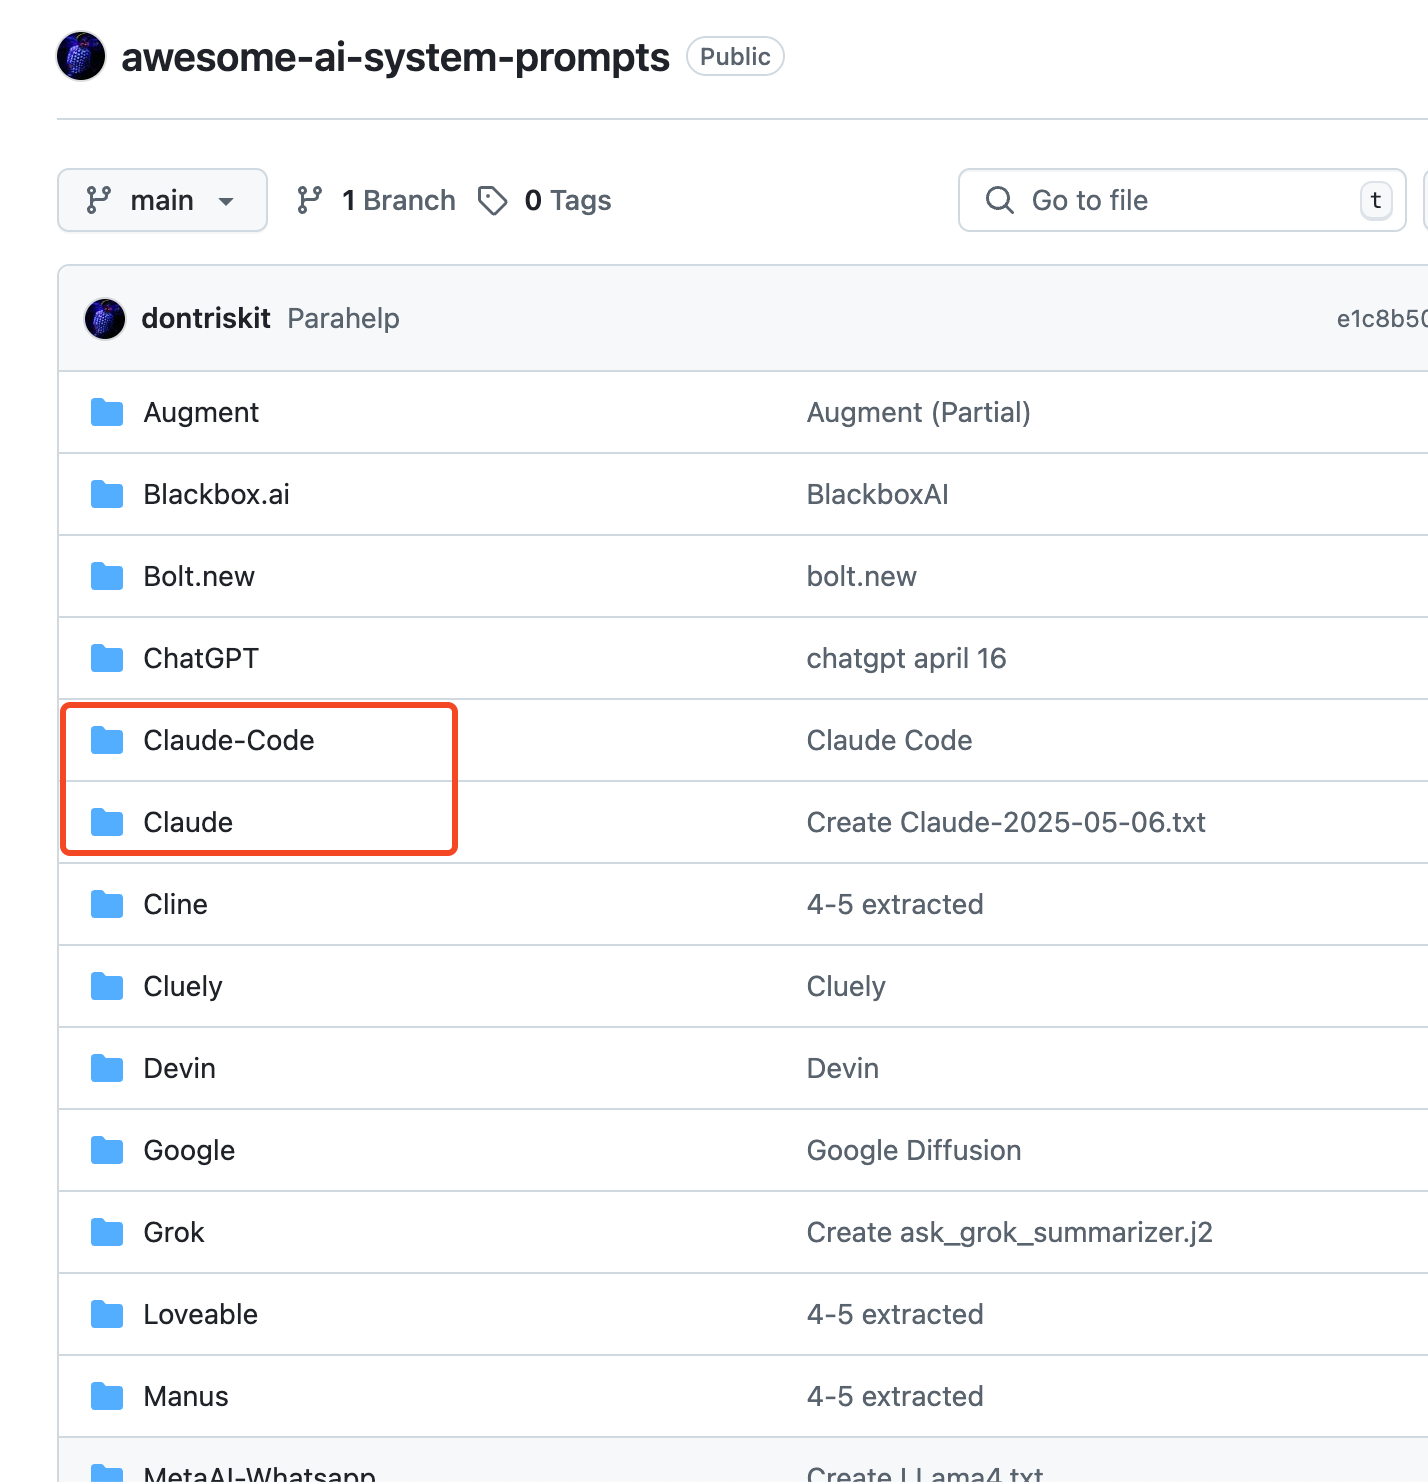 awesome-ai-system-prompts Public
main 1 Branch 0 Tags Go to file t
dontriskit Parahelp e1c8b50
Augment Augment (Partial)
Blackbox.ai BlackboxAI
Bolt.new bolt.new
ChatGPT chatgpt april 16
Claude-Code Claude Code
Claude Create Claude-2025-05-06.txt
Cline 4-5 extracted
Cluely Cluely
Devin Devin
Google Google Diffusion
Grok Create ask_grok_summarizer.j2
Loveable 4-5 extracted
Manus 4-5 extracted
MetaAI-Whatsapp Create LLama4.txt